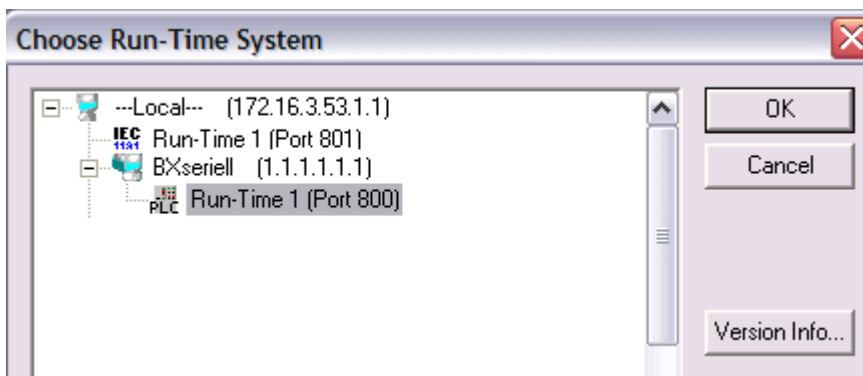 Choose Run-Time System
---Local--- (172.16.3.53.1.1)
OK
IEC
1131
Run-Time 1 (Port 801)
BXseriell (1.1.1.1.1.1)
Cancel
PLC
Run-Time 1 (Port 800)
Version Info...